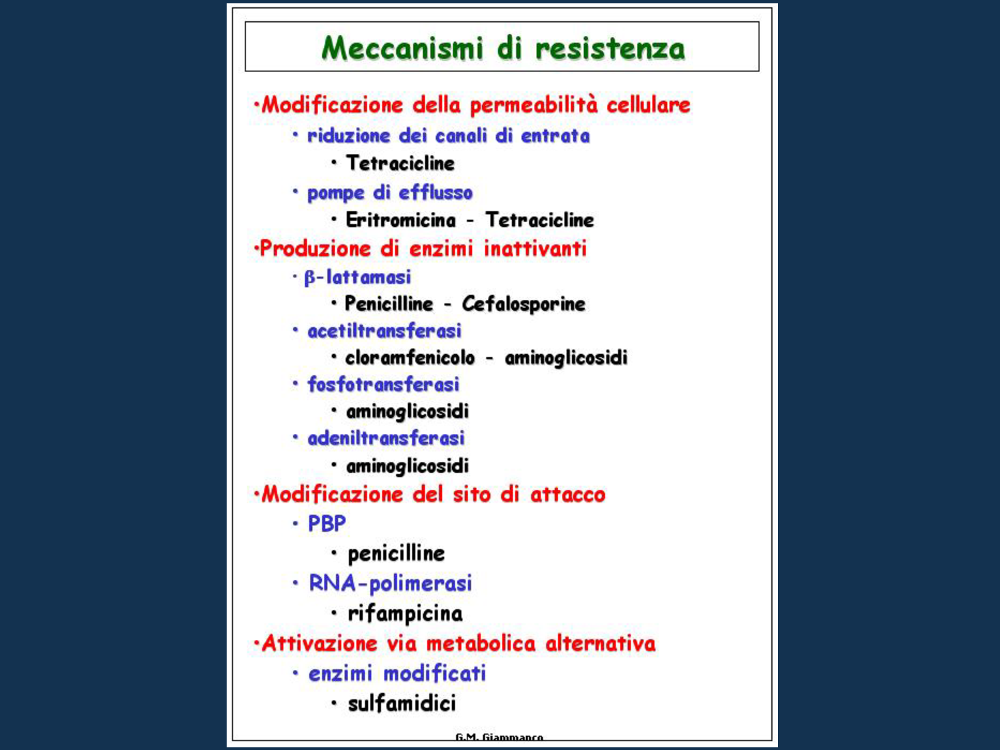 Meccanismi di resistenza
•Modificazione della permeabilità cellulare
• riduzione dei canali di entrata
• Tetracicline
• pompe di efflusso
• Eritromicina - Tetracicline
•Produzione di enzimi inattivanti
• β-lattamasi
• Penicilline - Cefalosporine
• acetiltransferasi
• cloramfenicolo - aminoglicosidi
• fosfotransferasi
• aminoglicosidi
• adeniltransferasi
• aminoglicosidi
•Modificazione del sito di attacco
• PBP
• penicilline
• RNA-polimerasi
• rifampicina
•Attivazione via metabolica alternativa
• enzimi modificati
• sulfamidici
G.M. Giammanco